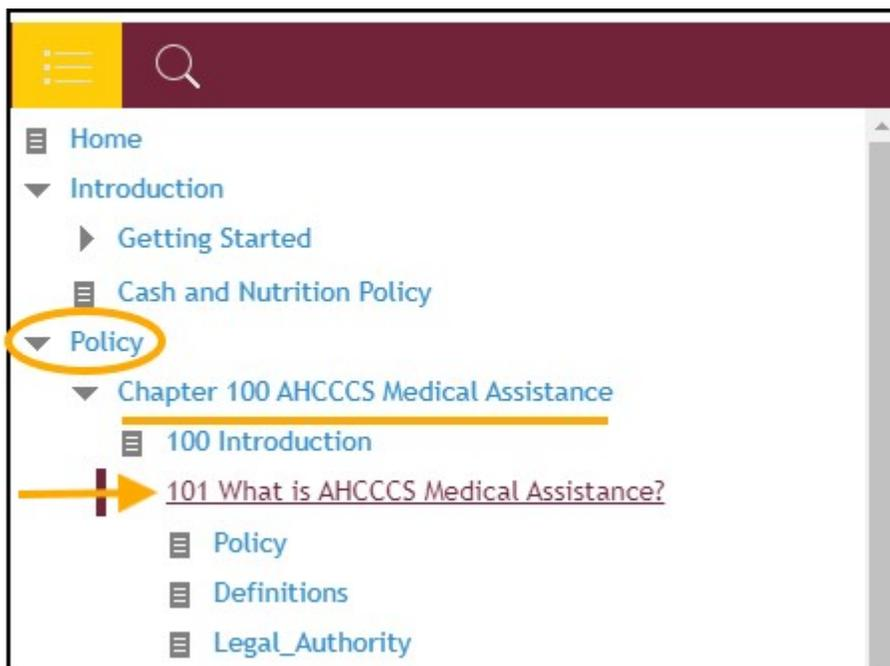 Home
Introduction
Getting Started
Cash and Nutrition Policy
Policy
Chapter 100 AHCCCS Medical Assistance
100 Introduction
101 What is AHCCCS Medical Assistance?
Policy
Definitions
Legal_Authority